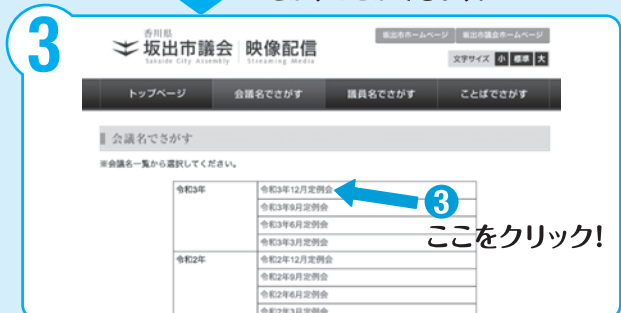 3
香川県
坂出市議会 映像配信
Sakaide City Assembly Streaming Media
坂出市ホームページ 坂出市議会ホームページ
文字サイズ 小 標準 大
トップページ 会議名でさがす 議員名でさがす ことばでさがす
会議名でさがす
※会議名一覧から選択してください。
令和3年 令和3年12月定例会
令和3年9月定例会
令和3年6月定例会
令和3年3月定例会
3
ここをクリック!
令和2年 令和2年12月定例会
令和2年9月定例会
令和2年6月定例会
令和2年3月定例会